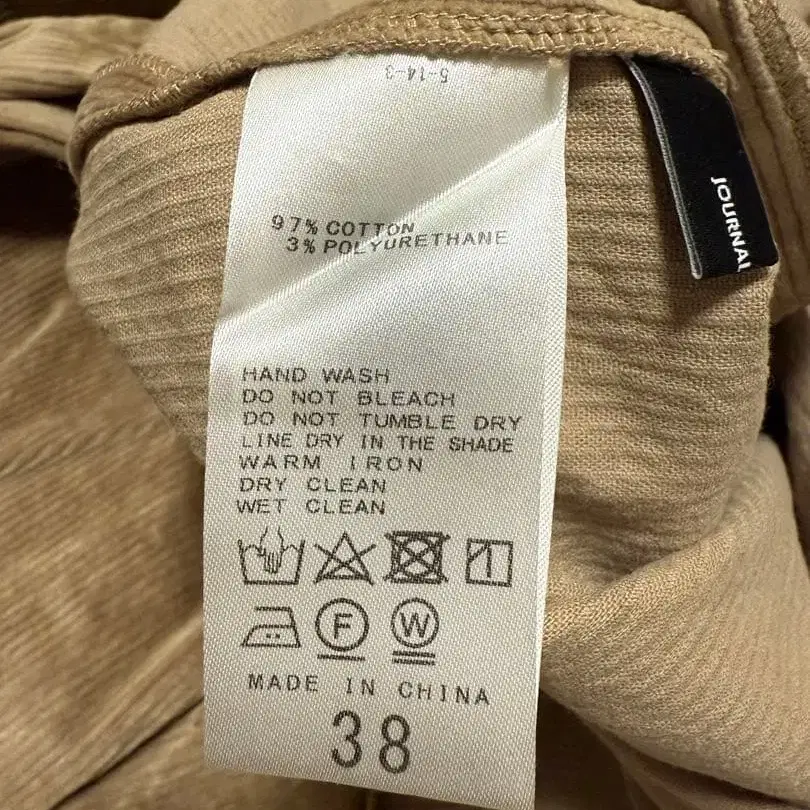 5-14-3
97% COTTON
3% POLYURETHANE
HAND WASH
DO NOT BLEACH
DO NOT TUMBLE DRY
LINE DRY IN THE SHADE
WARM IRON
DRY CLEAN
WET CLEAN
F W
MADE IN CHINA
38
JOURNAL